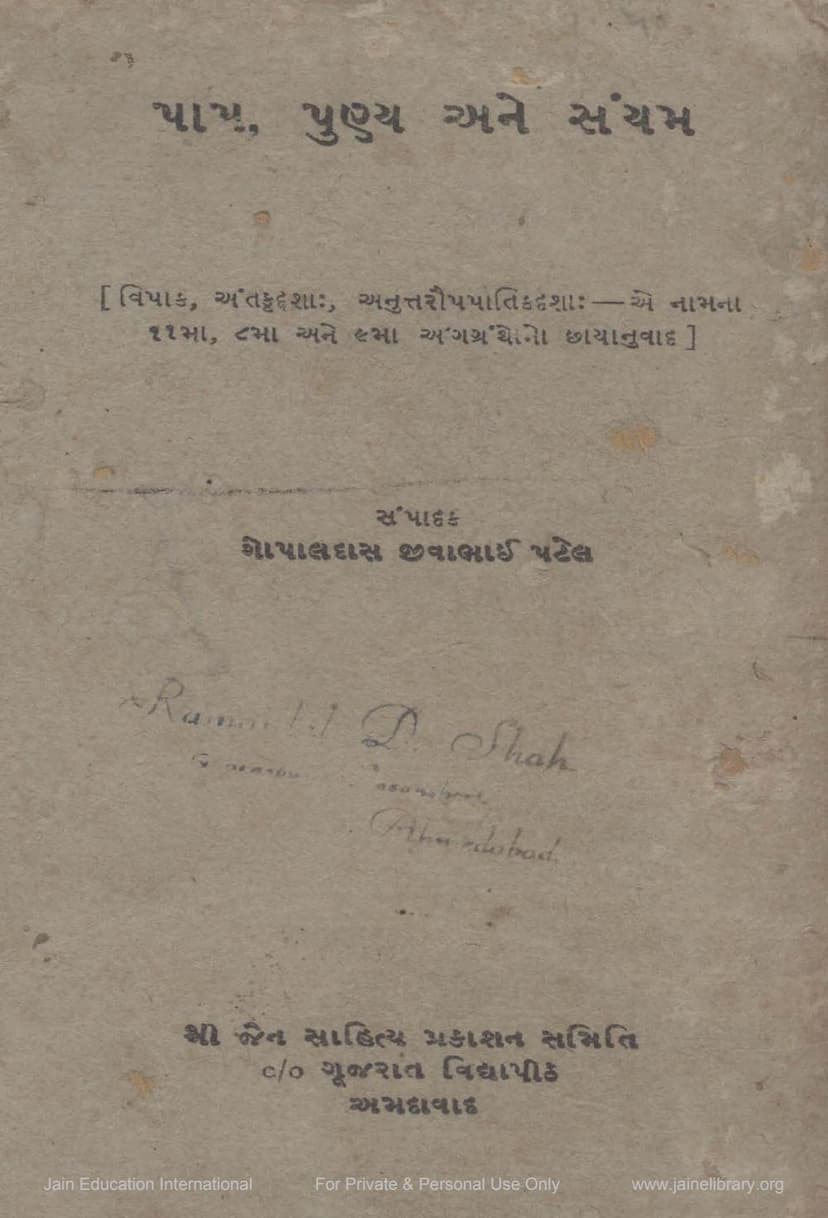 પાપ, પુણ્ય અને સંયમ
[ વિપાક, અંતકૃદ્દશાઃ, અનુત્તરૌપપાતિકદશાઃ — એ નામના
૧૧મા, ૮મા અને ૯મા અંગગ્રંથોનો છાયાનુવાદ ]
સંપાદક
ગોપાલદાસ જીવાભાઈ પટેલ
D. Shah
Ahmedabad
શ્રી જૈન સાહિત્ય પ્રકાશન સમિતિ
c/o ગૂજરાત વિદ્યાપીઠ
અમદાવાદ
Jain Education International For Private & Personal Use Only www.jainelibrary.org